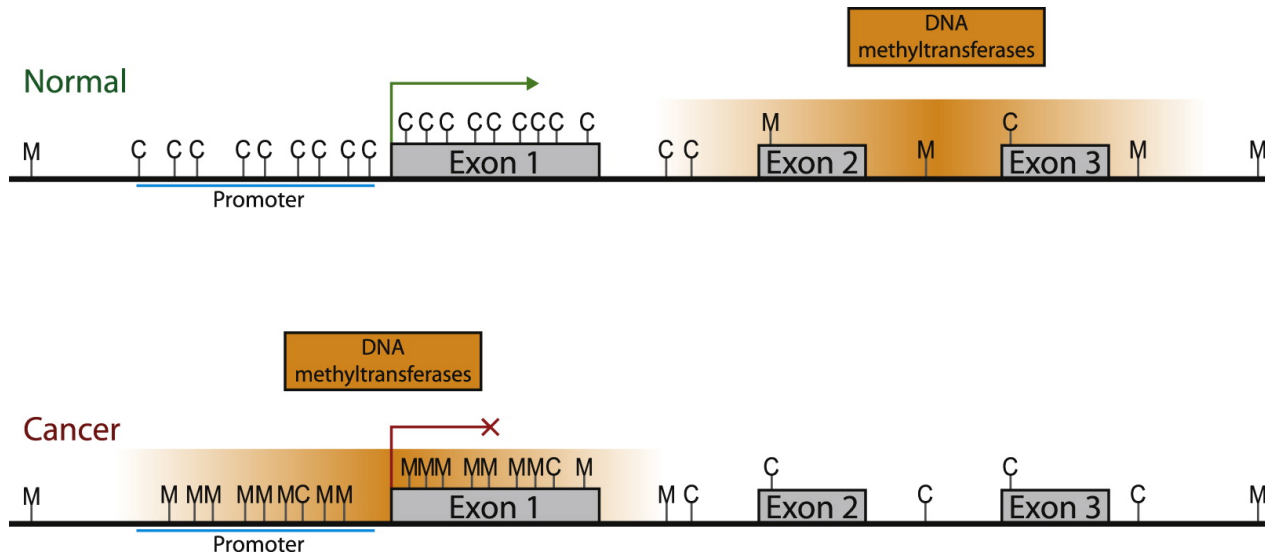 DNA
methyltransferases
Normal
C C C C C C C C C M C
M C C C C C C C C C C C M M M
Exon 1 Exon 2 Exon 3
Promoter
DNA
methyltransferases
Cancer
M M M M M M M C M C C
M M M M M M M C M M M C C C M
Exon 1 Exon 2 Exon 3
Promoter